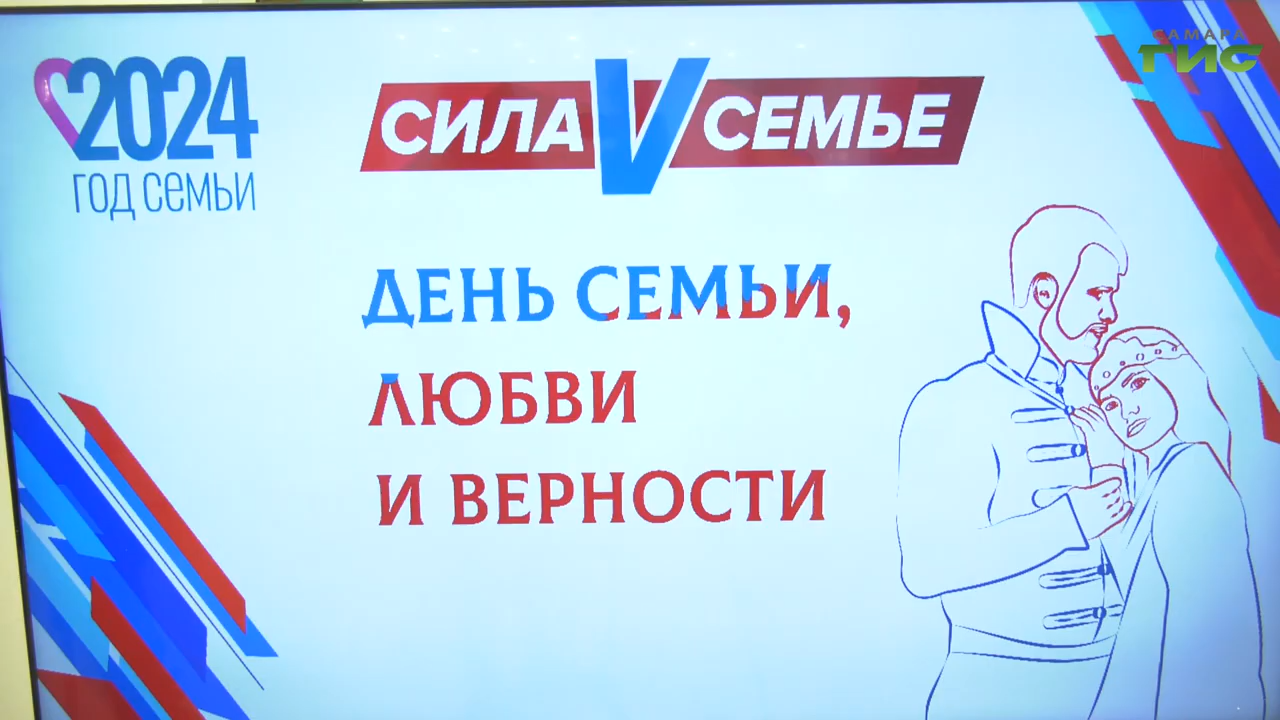 2024
ГОД СЕМЬИ
СИЛА V СЕМЬЕ
ДЕНЬ СЕМЬИ,
ЛЮБВИ
И ВЕРНОСТИ
САМАРА
ГИС